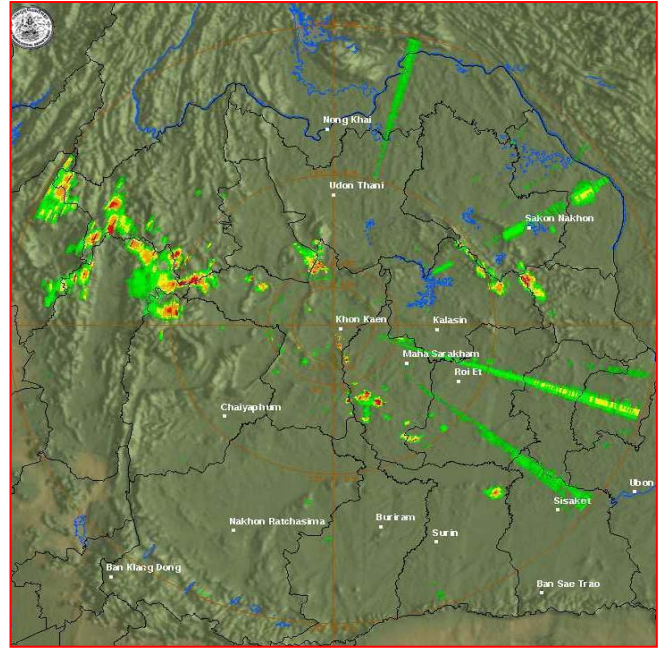 Nong Khai
Udon Thani
Sakon Nakhon
Khon Kaen
Kalasin
Maha Sarakham
Roi Et
Chaiyaphum
Ubon
Sisaket
Nakhon Ratchasima
Buriram
Surin
Ban Klang Dong
Ban Sae Trao